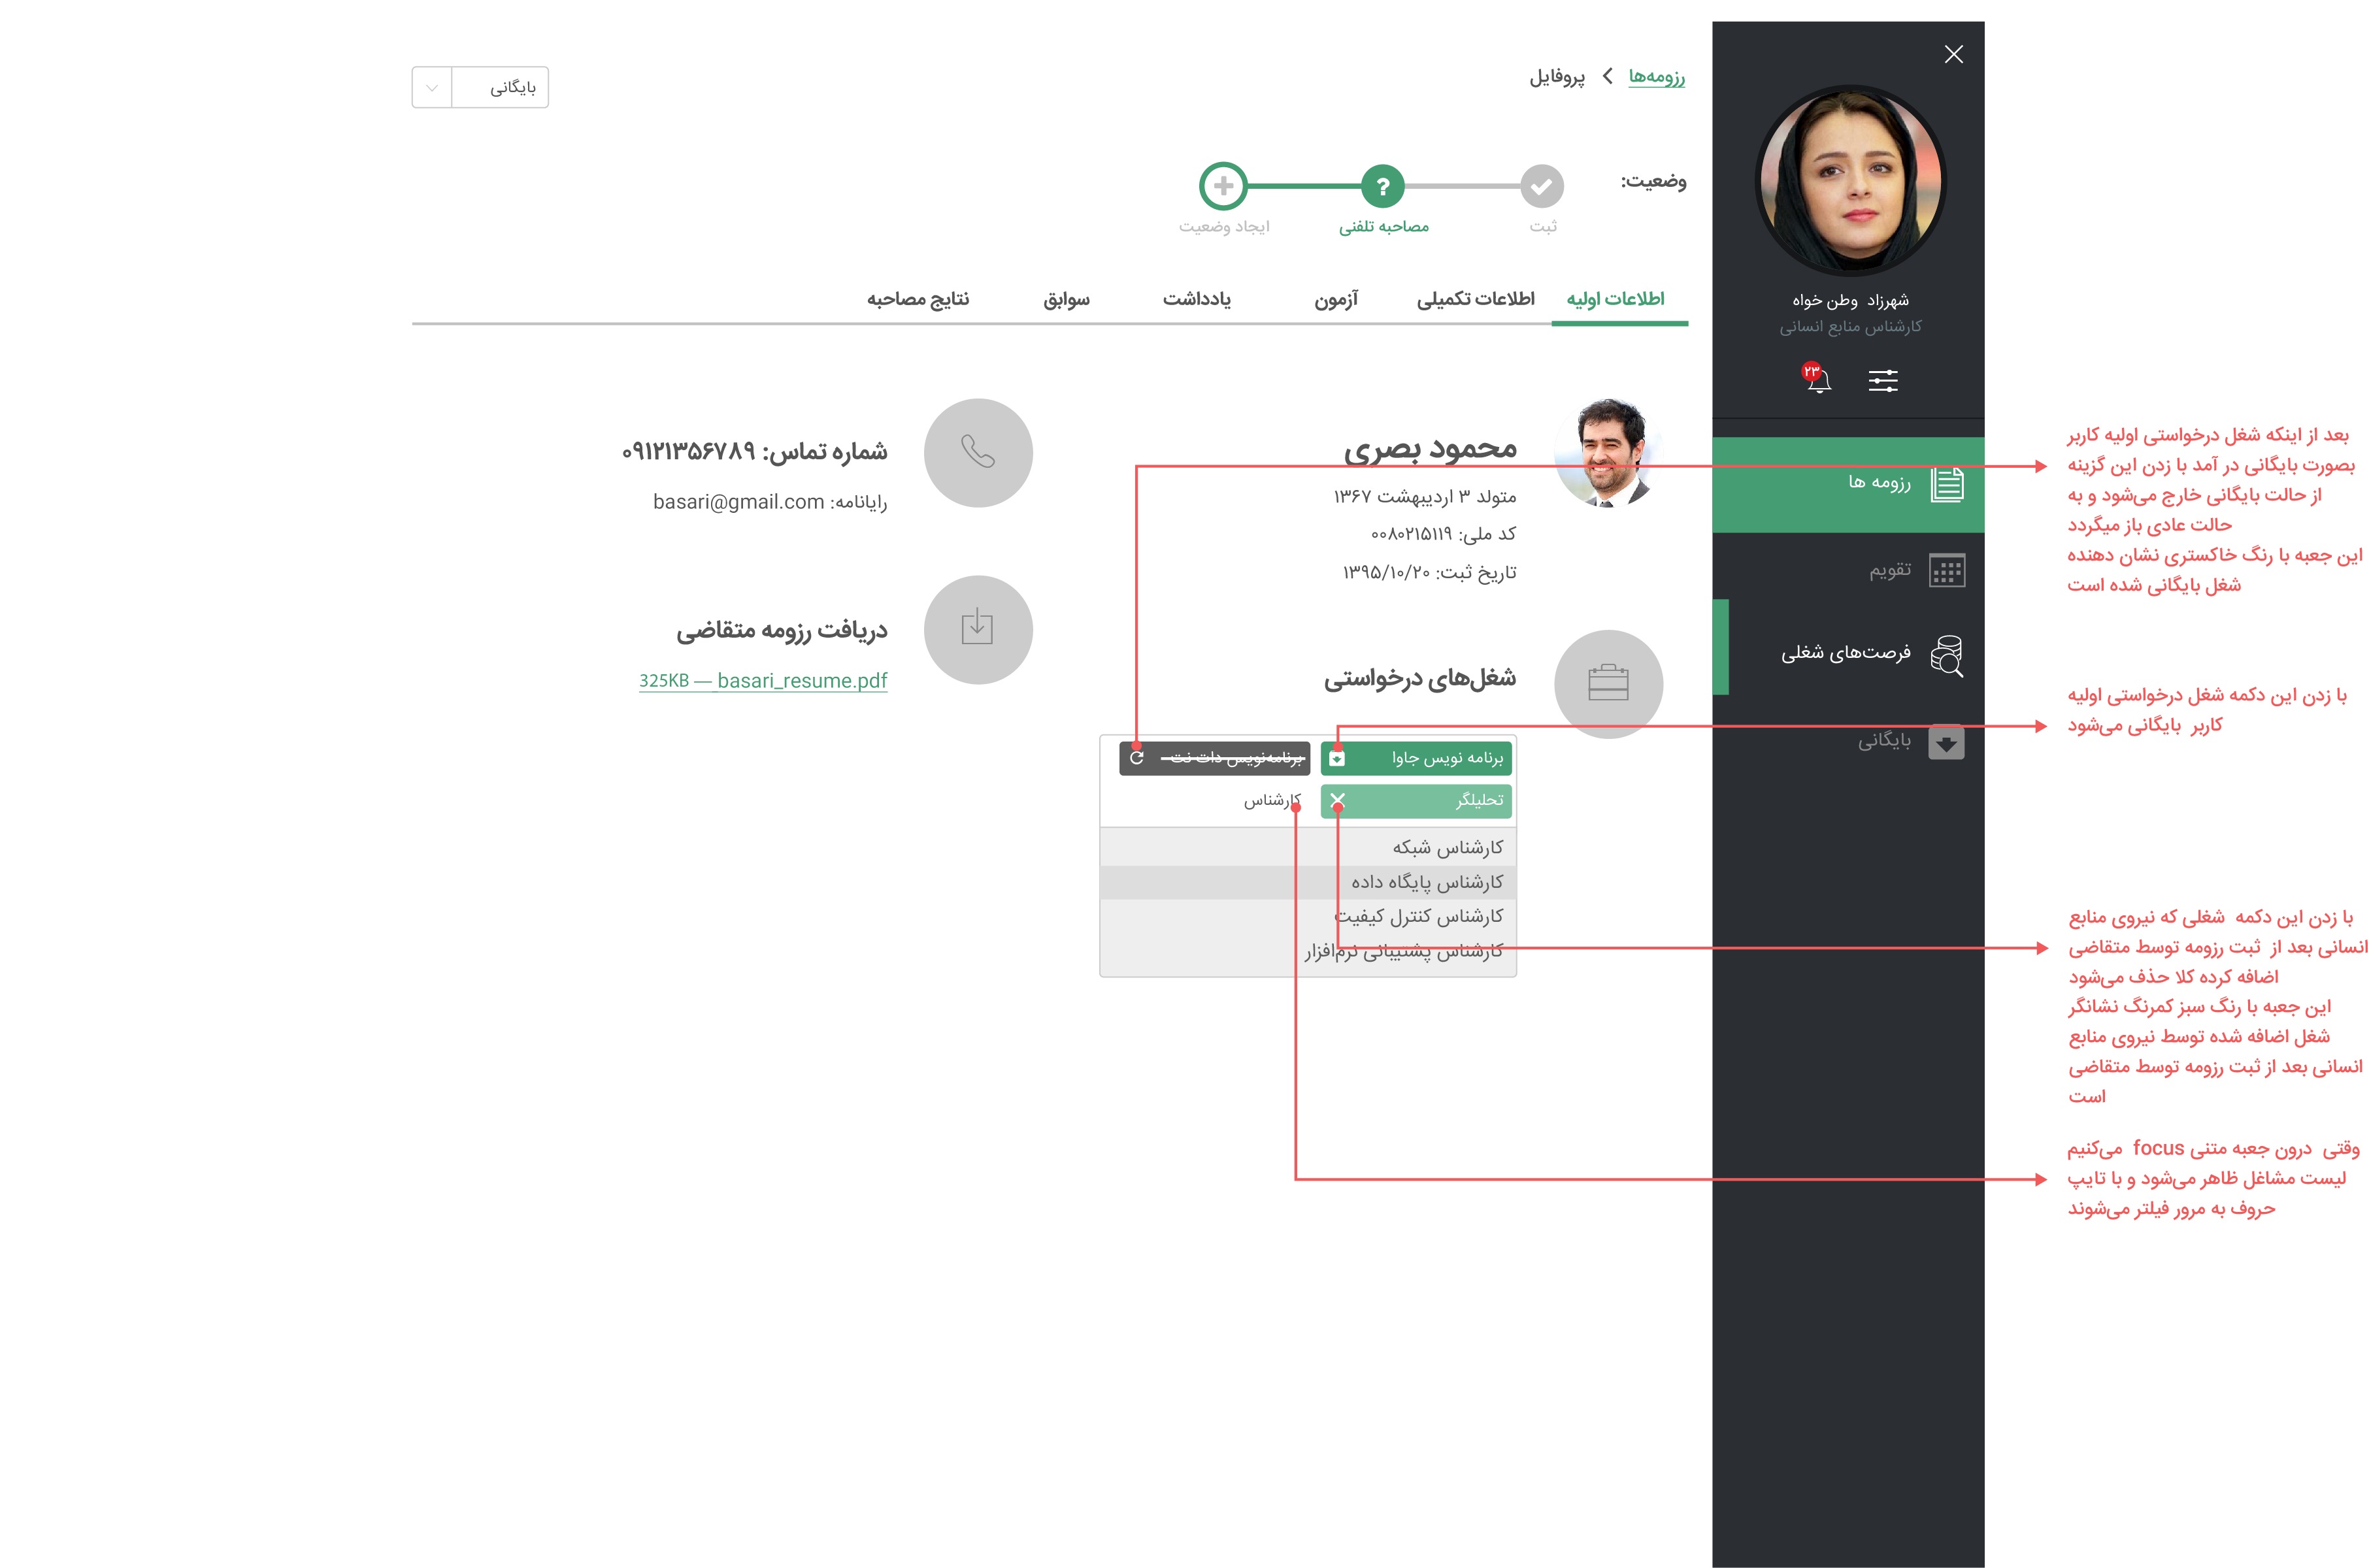 شهرزاد وطن خواه
کارشناس منابع انسانی
۲۳
رزومه ها
تقویم
فرصت‌های شغلی
بایگانی
رزومه‌ها
پروفایل
بایگانی
وضعیت:
ثبت
?
مصاحبه تلفنی
ایجاد وضعیت
اطلاعات اولیه
اطلاعات تکمیلی
آزمون
یادداشت
سوابق
نتایج مصاحبه
محمود بصری
متولد ۳ اردیبهشت ۱۳۶۷
کد ملی: ۰۰۸۰۲۱۵۱۱۹
تاریخ ثبت: ۱۳۹۵/۱۰/۲۰
شماره تماس: ۰۹۱۲۱۳۵۶۷۸۹
رایانامه: basari@gmail.com
دریافت رزومه متقاضی
325KB — basari_resume.pdf
شغل‌های درخواستی
برنامه نویس جاوا
برنامه‌نویس دات نت
تحلیلگر
کارشناس
کارشناس شبکه
کارشناس پایگاه داده
کارشناس کنترل کیفیت
کارشناس پشتیبانی نرم‌افزار
بعد از اینکه شغل درخواستی اولیه کاربر
بصورت بایگانی در آمد با زدن این گزینه
از حالت بایگانی خارج می‌شود و به
حالت عادی باز میگردد
این جعبه با رنگ خاکستری نشان دهنده
شغل بایگانی شده است
با زدن این دکمه شغل درخواستی اولیه
کاربر بایگانی می‌شود
با زدن این دکمه شغلی که نیروی منابع
انسانی بعد از ثبت رزومه توسط متقاضی
اضافه کرده کلا حذف می‌شود
این جعبه با رنگ سبز کمرنگ نشانگر
شغل اضافه شده توسط نیروی منابع
انسانی بعد از ثبت رزومه توسط متقاضی
است
وقتی درون جعبه متنی focus می‌کنیم
لیست مشاغل ظاهر می‌شود و با تایپ
حروف به مرور فیلتر می‌شوند